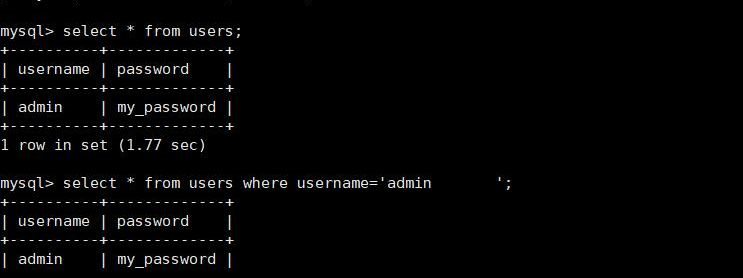 mysql> select * from users;
+----------+-------------+
| username | password    |
+----------+-------------+
| admin    | my_password |
+----------+-------------+
1 row in set (1.77 sec)
mysql> select * from users where username='admin       ';
+----------+-------------+
| username | password    |
+----------+-------------+
| admin    | my_password |